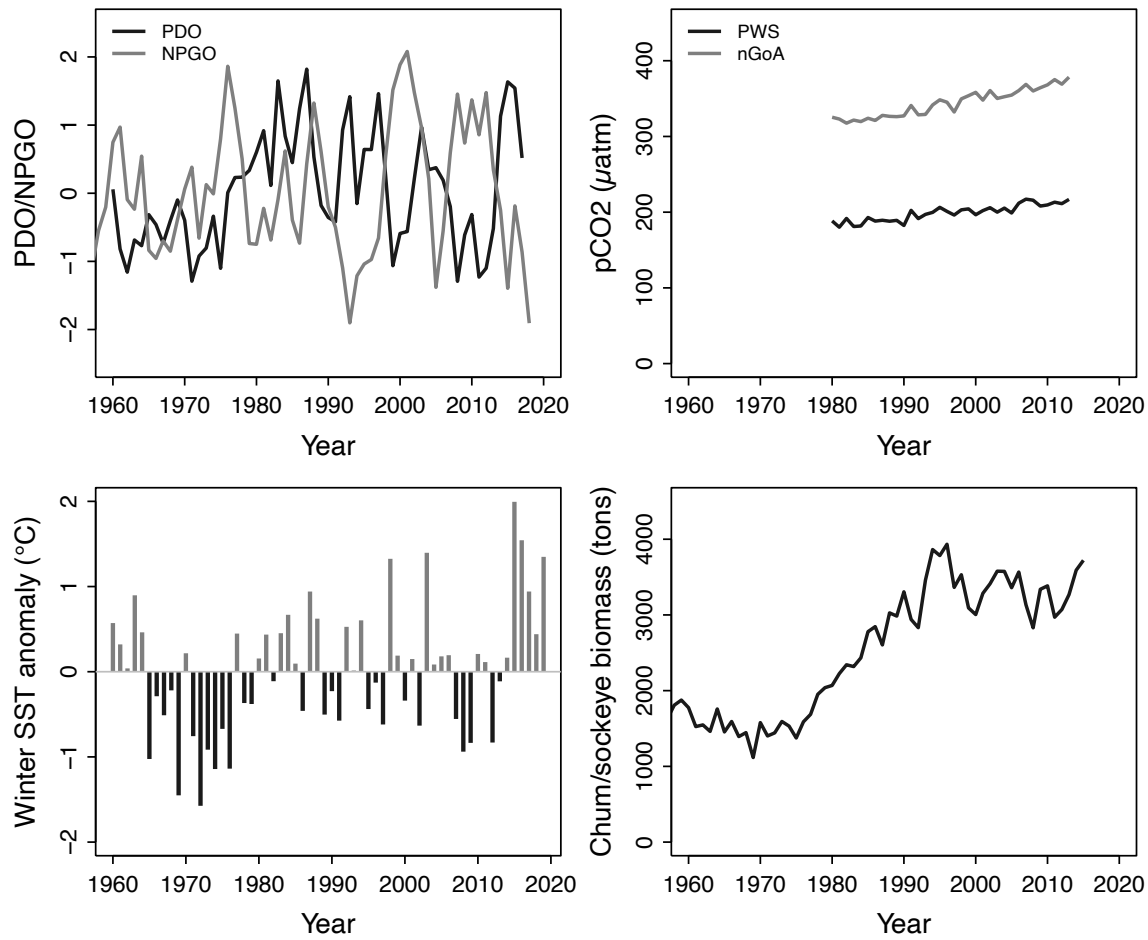 PDO
NPGO
PDO/NPGO
2
1
0
−1
−2
1960 1970 1980 1990 2000 2010 2020
Year
PWS
nGoA
pCO2 (μatm)
400
300
200
100
0
1960 1970 1980 1990 2000 2010 2020
Year
Winter SST anomaly (°C)
2
1
0
−1
−2
1960 1970 1980 1990 2000 2010 2020
Year
Chum/sockeye biomass (tons)
4000
3000
2000
1000
0
1960 1970 1980 1990 2000 2010 2020
Year